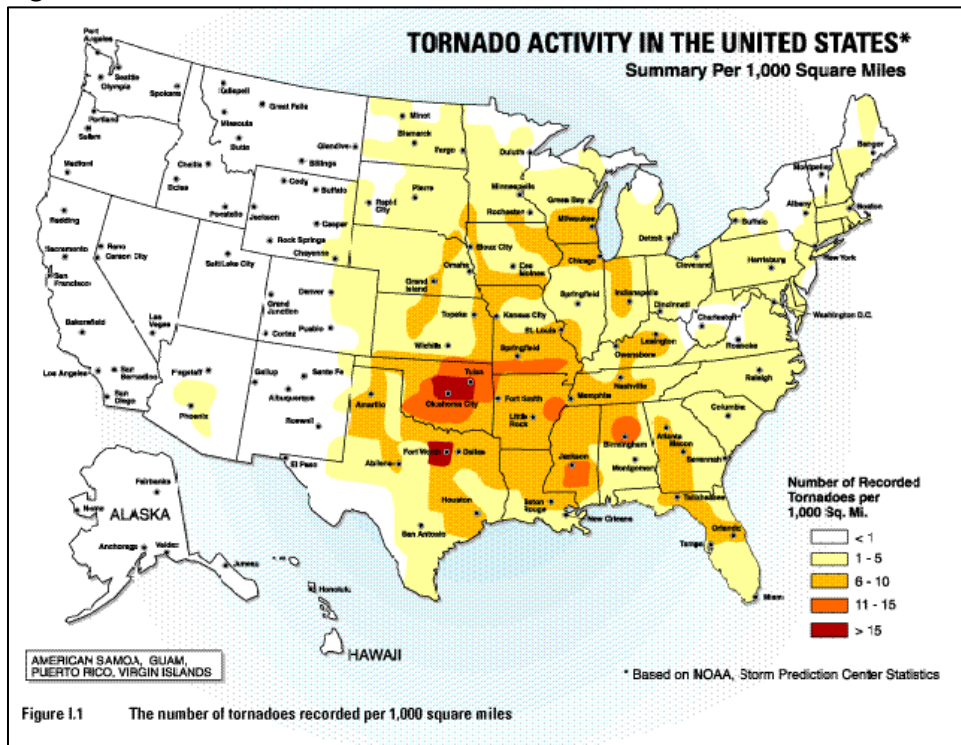 TORNADO ACTIVITY IN THE UNITED STATES*
Summary Per 1,000 Square Miles
Port
Angeles
Seattle
Olympia
Spokane
Kalispell
Great Falls
Missoula
Butte
Glendive
Billings
Portland
Salem
Medford
Boise
Pocatello
Cody
Buffalo
Jackson
Casper
Rock Springs
Cheyenne
Redding
Sacramento
San
Francisco
Reno
Carson City
Salt Lake City
Grand
Junction
Denver
Pueblo
Cortez
Bakersfield
Las
Vegas
Los Angeles
San
Bernardino
San
Diego
Flagstaff
Phoenix
Gallup
Santa Fe
Albuquerque
Roswell
El Paso
Minot
Bismarck
Fargo
Pierre
Rapid
City
Duluth
Minneapolis
Rochester
Green Bay
Milwaukee
Sioux City
Des
Moines
Omaha
Grand
Island
Topeka
Kansas City
Wichita
St. Louis
Springfield
Springfield
Chicago
Indianapolis
Detroit
Cleveland
Cincinnati
Lexington
Owensboro
Nashville
Memphis
Charleston
Roanoke
Raleigh
Columbia
Buffalo
Albany
Montpelier
Bangor
Boston
New York
Harrisburg
Washington D.C.
Tulsa
Oklahoma City
Amarillo
Fort Smith
Little
Rock
Abilene
Fort Worth
Dallas
Houston
San Antonio
Jackson
Baton
Rouge
New Orleans
Birmingham
Montgomery
Atlanta
Macon
Savannah
Tallahassee
Orlando
Tampa
Miami
Fairbanks
Nome
ALASKA
Anchorage
Valdez
Juneau
Honolulu
HAWAII
Number of Recorded
Tornadoes per
1,000 Sq. Mi.
< 1
1 - 5
6 - 10
11 - 15
> 15
AMERICAN SAMOA, GUAM,
PUERTO RICO, VIRGIN ISLANDS
* Based on NOAA, Storm Prediction Center Statistics
Figure I.1 The number of tornadoes recorded per 1,000 square miles